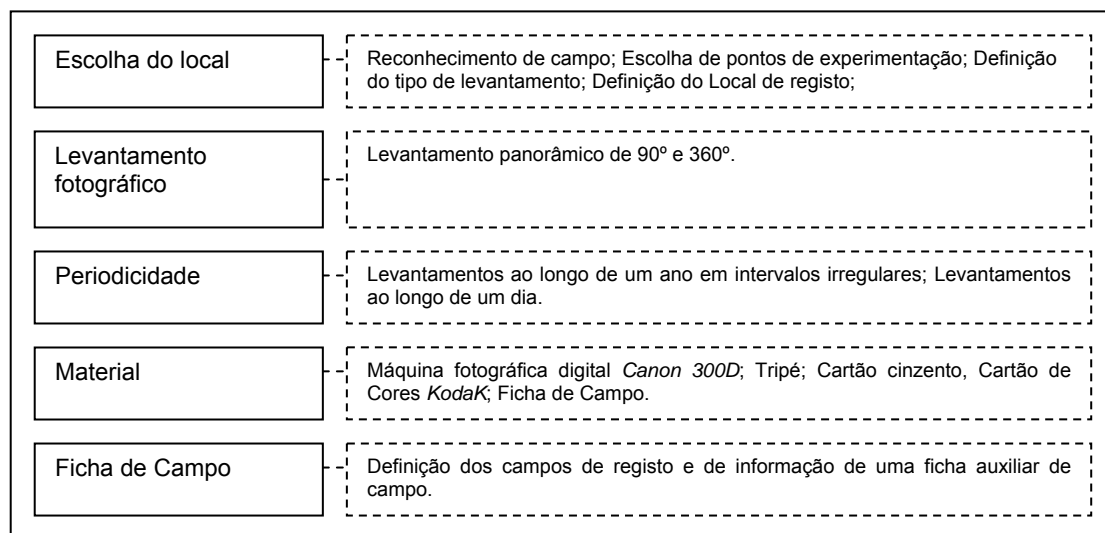 Escolha do local
Reconhecimento de campo; Escolha de pontos de experimentação; Definição
do tipo de levantamento; Definição do Local de registo;
Levantamento
fotográfico
Levantamento panorâmico de 90º e 360º.
Periodicidade
Levantamentos ao longo de um ano em intervalos irregulares; Levantamentos
ao longo de um dia.
Material
Máquina fotográfica digital Canon 300D; Tripé; Cartão cinzento, Cartão de
Cores KodaK; Ficha de Campo.
Ficha de Campo
Definição dos campos de registo e de informação de uma ficha auxiliar de
campo.